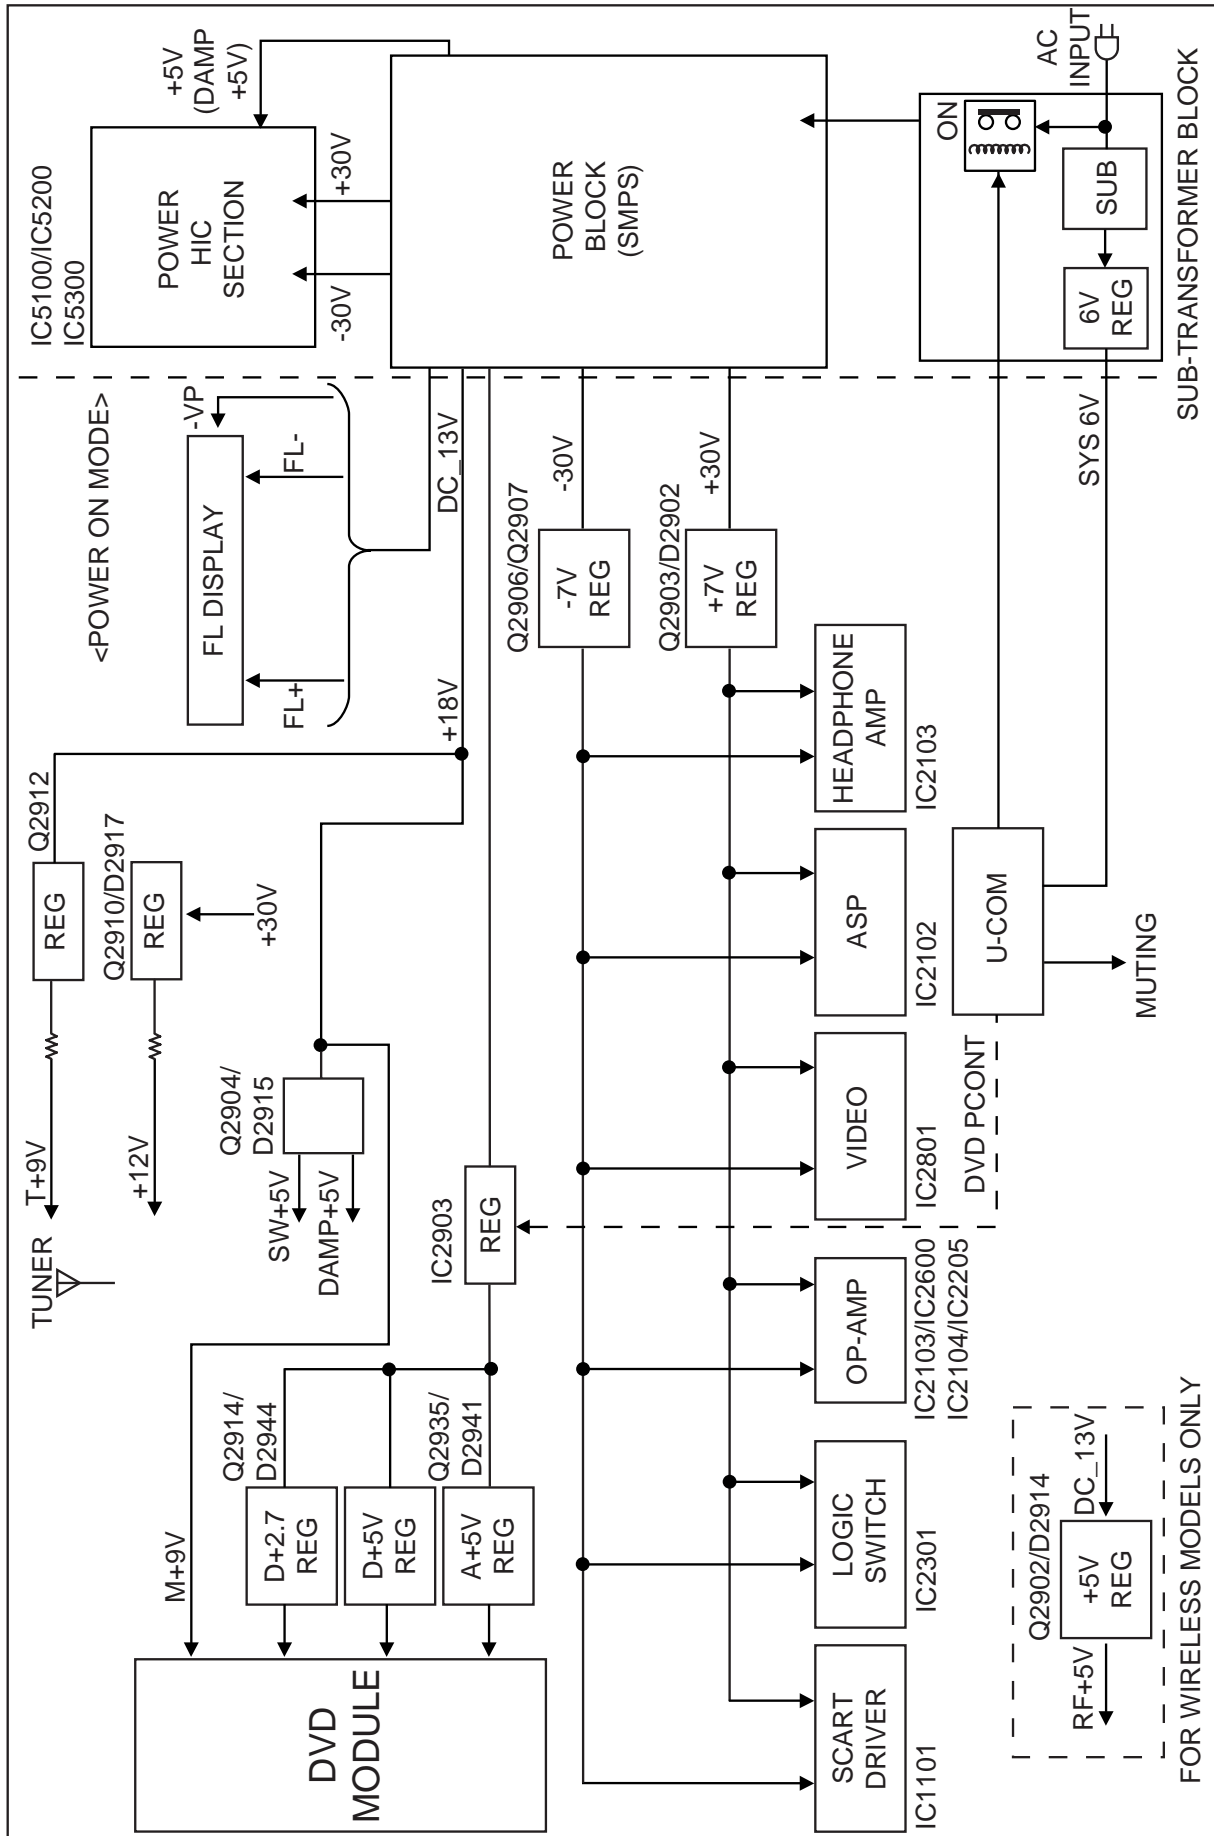 TUNER
T+9V
REG
Q2912
+12V
REG
Q2910/D2917
+30V
<POWER ON MODE>
FL DISPLAY
FL+
FL-
-VP
IC5100/IC5200
IC5300
POWER
HIC
SECTION
+5V
(DAMP
+5V)
-30V
+30V
M+9V
Q2904/
D2915
SW+5V
DAMP+5V
+18V
DC_13V
DVD
MODULE
D+2.7
REG
Q2914/
D2944
D+5V
REG
A+5V
REG
Q2935/
D2941
IC2903
REG
Q2906/Q2907
-7V
REG
-30V
Q2903/D2902
+7V
REG
+30V
POWER
BLOCK
(SMPS)
SCART
DRIVER
IC1101
LOGIC
SWITCH
IC2301
OP-AMP
IC2103/IC2600
IC2104/IC2205
VIDEO
IC2801
ASP
IC2102
HEADPHONE
AMP
IC2103
DVD PCONT
U-COM
MUTING
SYS 6V
ON
SUB
6V
REG
AC
INPUT
SUB-TRANSFORMER BLOCK
Q2902/D2914
RF+5V
+5V
REG
DC_13V
FOR WIRELESS MODELS ONLY